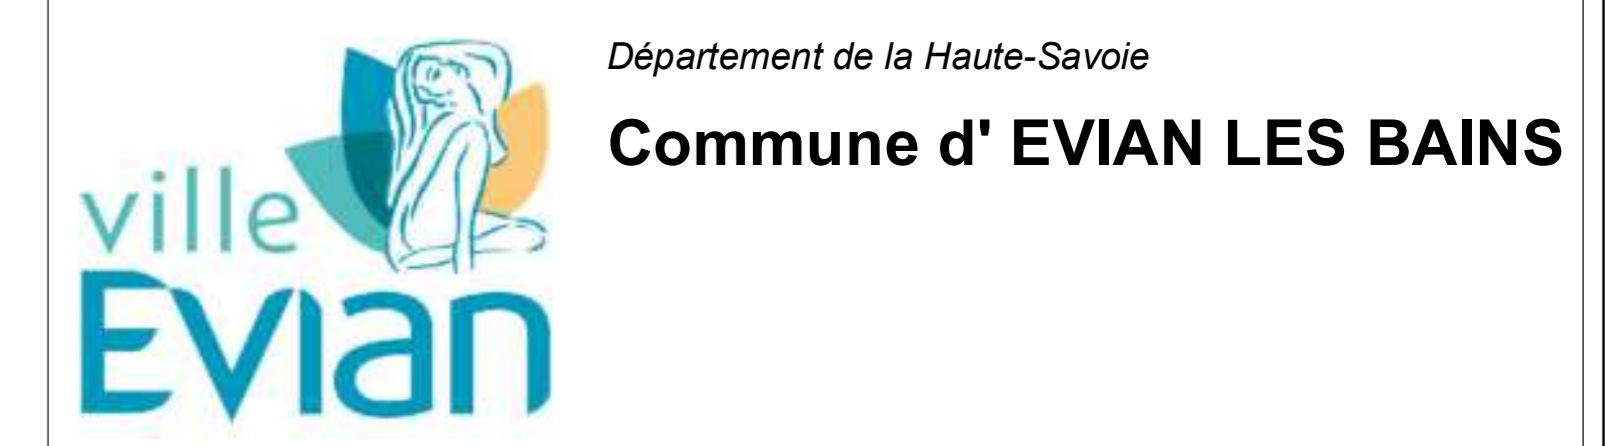 Département de la Haute-Savoie
Commune d' EVIAN LES BAINS
ville
Evian